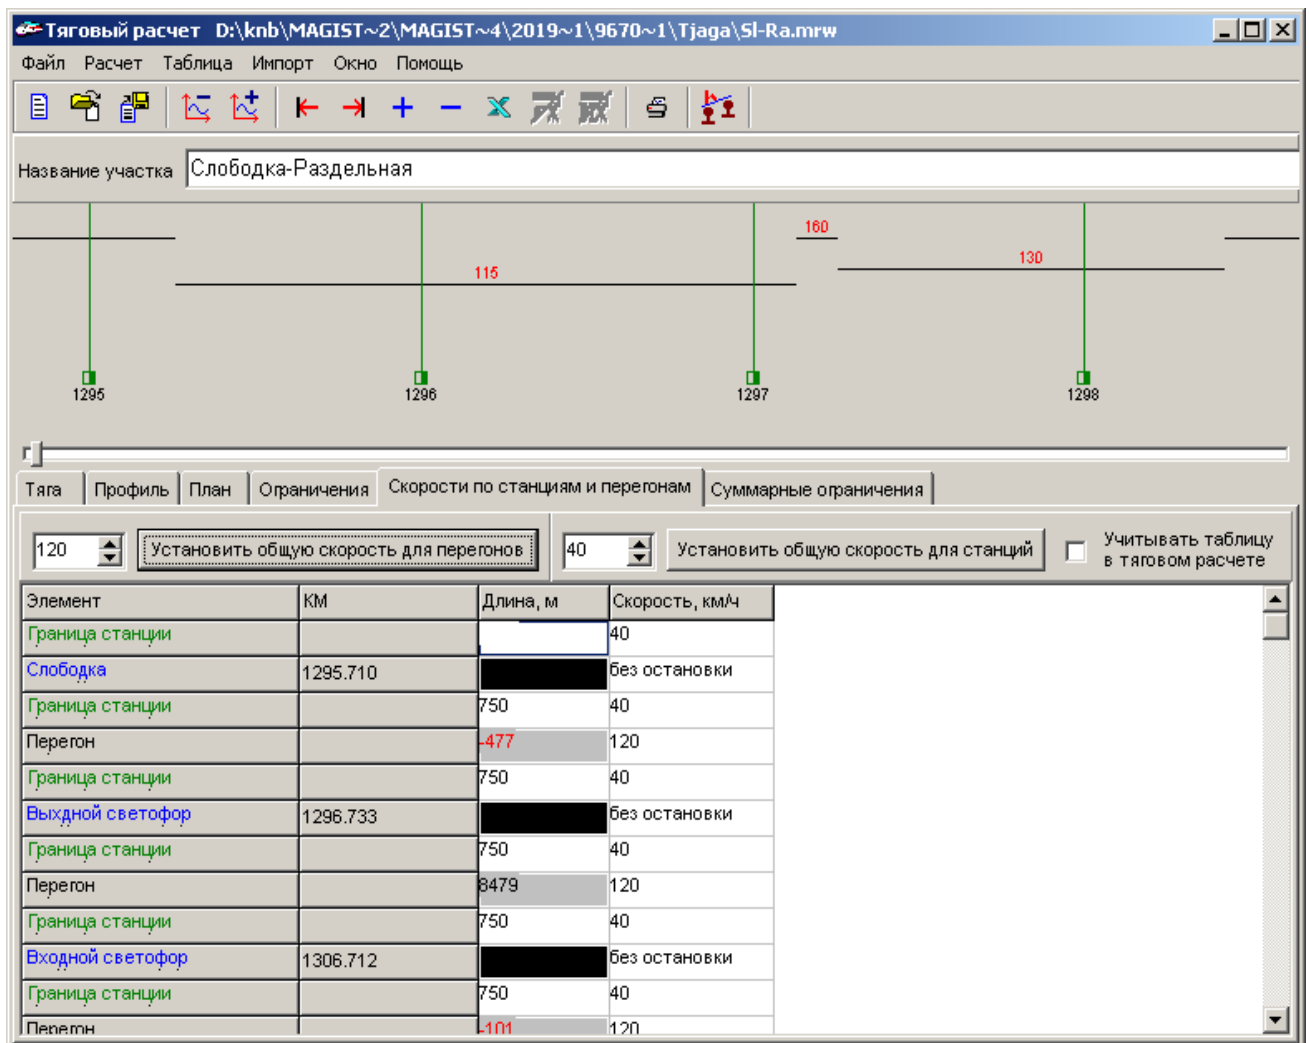 Тяговый расчет D:\knb\MAGIST~2\MAGIST~4\2019~1\9670~1\Tjaga\Sl-Ra.mrw
Файл Расчет Таблица Импорт Окно Помощь
Название участка Слободка-Раздельная
160
130
115
1295 1296 1297 1298
Тяга Профиль План Ограничения Скорости по станциям и перегонам Суммарные ограничения
120 Установить общую скорость для перегонов 40 Установить общую скорость для станций Учитывать таблицу
в тяговом расчете
Элемент КМ Длина, м Скорость, км/ч
Граница станции 40
Слободка 1295.710 без остановки
Граница станции 750 40
Перегон -477 120
Граница станции 750 40
Выхдной светофор 1296.733 без остановки
Граница станции 750 40
Перегон 8479 120
Граница станции 750 40
Входной светофор 1306.712 без остановки
Граница станции 750 40
Перегон -101 120